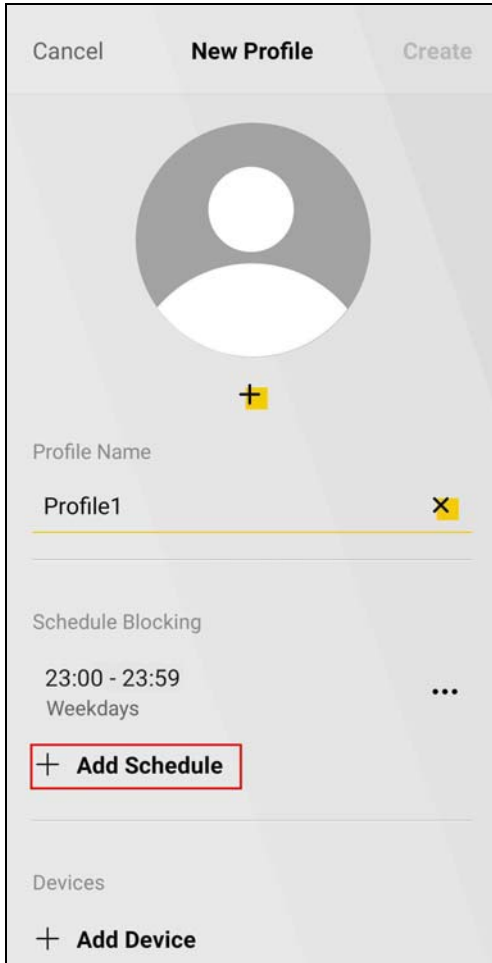 Cancel New Profile Create
Profile Name
Profile1
Schedule Blocking
23:00 - 23:59
Weekdays
+ Add Schedule
Devices
+ Add Device